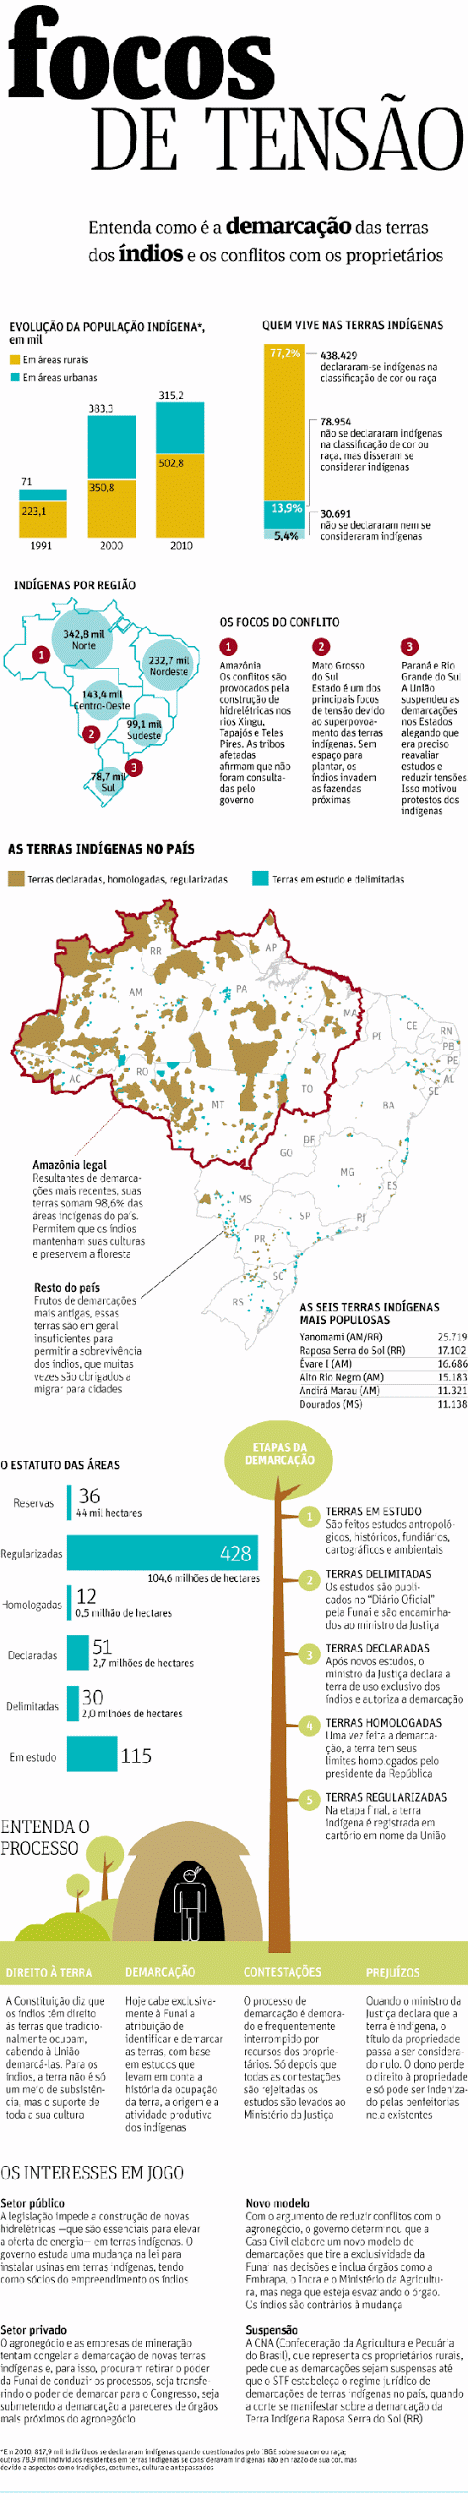 focos
DE TENSÃO
Entenda como é a demarcação das terras
dos índios e os conflitos com os proprietários
EVOLUÇÃO DA POPULAÇÃO INDÍGENA*,
em mil
Em áreas rurais
Em áreas urbanas
71
223,1
1991
383,3
350,8
2000
315,2
502,8
2010
QUEM VIVE NAS TERRAS INDÍGENAS
77,2%
438.429
declararam-se indígenas na
classificação de cor ou raça
78.954
não se declararam indígenas
na classificação de cor ou
raça, mas disseram se
considerar indígenas
13,9%
30.691
não se declararam nem se
consideraram indígenas
5,4%
INDÍGENAS POR REGIÃO
342,8 mil
Norte
1
232,7 mil
Nordeste
143,4 mil
Centro-Oeste
2
99,1 mil
Sudeste
3
78,7 mil
Sul
OS FOCOS DO CONFLITO
1
Amazônia
Os conflitos são
provocados pela
construção de
hidrelétricas nos
rios Xingu,
Tapajós e Teles
Pires. As tribos
afetadas
afirmam que não
foram consulta-
das pelo
governo
2
Mato Grosso
do Sul
Estado é um dos
principais focos
de tensão devido
ao superpovoa-
mento das terras
indígenas. Sem
espaço para
plantar, os
índios invadem
as fazendas
próximas
3
Paraná e Rio
Grande do Sul
A União
suspendeu as
demarcações
nos Estados
alegando que
era preciso
reavaliar
estudos e
reduzir tensões
Isso motivou
protestos dos
indígenas
AS TERRAS INDÍGENAS NO PAÍS
Terras declaradas, homologadas, regularizadas
Terras em estudo e delimitadas
RR
AP
AM
PA
MA
CE
RN
PI
PB
PE
AC
RO
TO
AL
SE
MT
BA
DF
GO
MG
ES
MS
SP
RJ
PR
SC
RS
Amazônia legal
Resultantes de demarca-
ções mais recentes, suas
terras somam 98,6% das
áreas indígenas do país.
Permitem que os índios
mantenham suas culturas
e preservem a floresta
Resto do país
Frutos de demarcações
mais antigas, essas
terras são em geral
insuficientes para
permitir a sobrevivência
dos índios, que muitas
vezes são obrigados a
migrar para cidades
AS SEIS TERRAS INDÍGENAS
MAIS POPULOSAS
Yanomami (AM/RR) 25.719
Raposa Serra do Sol (RR) 17.102
Évare I (AM) 16.686
Alto Rio Negro (AM) 15.183
Andirá Marau (AM) 11.321
Dourados (MS) 11.138
O ESTATUTO DAS ÁREAS
Reservas
36
44 mil hectares
Regularizadas
428
104,6 milhões de hectares
Homologadas
12
0,5 milhão de hectares
Declaradas
51
2,7 milhões de hectares
Delimitadas
30
2,0 milhões de hectares
Em estudo
115
ETAPAS DA
DEMARCAÇÃO
1
TERRAS EM ESTUDO
São feitos estudos antropoló-
gicos, históricos, fundiários,
cartográficos e ambientais
2
TERRAS DELIMITADAS
Os estudos são publi-
cados no "Diário Oficial"
pela Funai e são encaminha-
dos ao ministro da Justiça
3
TERRAS DECLARADAS
Após novos estudos, o
ministro da Justiça declara a
terra de uso exclusivo dos
índios e autoriza a demarcação
4
TERRAS HOMOLOGADAS
Uma vez feita a demarca-
ção, a terra tem seus
limites homologados pelo
presidente da República
5
TERRAS REGULARIZADAS
Na etapa final, a terra
indígena é registrada em
cartório em nome da União
ENTENDA O
PROCESSO
DIREITO À TERRA
A Constituição diz que
os índios têm direito
às terras que tradicio-
nalmente ocupam,
cabendo à União
demarcá-las. Para os
índios, a terra não é só
um meio de subsistên-
cia, mas o suporte de
toda a sua cultura
DEMARCAÇÃO
Hoje cabe exclusiva-
mente à Funai a
atribuição de
identificar e demarcar
as terras, com base
em estudos que
levam em conta a
história da ocupação
da terra, a origem e a
atividade produtiva
dos indígenas
CONTESTAÇÕES
O processo de
demarcação é demora-
do e frequentemente
interrompido por
recursos dos proprie-
tários. Só depois que
todas as contestações
são rejeitadas os
estudos são levados ao
Ministério da Justiça
PREJUÍZOS
Quando o ministro da
Justiça declara que a
terra é indígena, o
título da propriedade
passa a ser considera-
do nulo. O dono perde
o direito à propriedade
e só pode ser indeniza-
do pelas benfeitorias
nela existentes
OS INTERESSES EM JOGO
Setor público
A legislação impede a construção de novas
hidrelétricas —que são essenciais para elevar
a oferta de energia— em terras indígenas. O
governo estuda uma mudança na lei para
instalar usinas em terras indígenas, tendo
como sócios do empreendimento os índios
Setor privado
O agronegócio e as empresas de mineração
tentam congelar a demarcação de novas terras
indígenas e, para isso, procuram retirar o poder
da Funai de conduzir os processos, seja transfe-
rindo o poder de demarcar para o Congresso, seja
submetendo a demarcação a pareceres de órgãos
mais próximos do agronegócio
Novo modelo
Com o argumento de reduzir conflitos com o
agronegócio, o governo determinou que a
Casa Civil elabore um novo modelo de
demarcações que tire a exclusividade da
Funai nas decisões e inclua órgãos como a
Embrapa, o Incra e o Ministério da Agricultu-
ra, mas nega que esteja esvaziando o órgão.
Os índios são contrários à mudança
Suspensão
A CNA (Confederação da Agricultura e Pecuária
do Brasil), que representa os proprietários rurais,
pede que as demarcações sejam suspensas até
que o STF estabeleça o regime jurídico de
demarcações de terras indígenas no país, quando
a corte se manifestar sobre a demarcação da
Terra Indígena Raposa Serra do Sol (RR)
*Em 2010, 817,9 mil indivíduos se declararam indígenas quando questionados pelo IBGE sobre sua cor ou raça;
outros 78,9 mil indivíduos residentes em terras indígenas se consideravam indígenas não em razão de sua cor, mas
devido a aspectos como tradições, costumes, cultura e antepassados